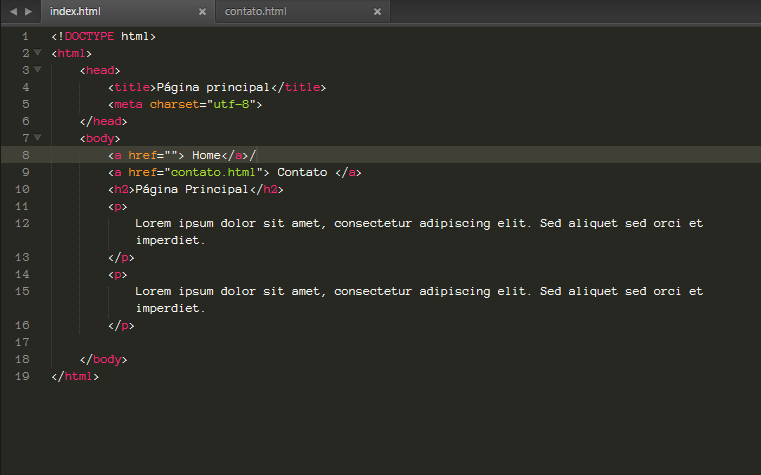 index.html × contato.html ×
1 <!DOCTYPE html>
2 <html>
3 <head>
4 <title>Página principal</title>
5 <meta charset="utf-8">
6 </head>
7 <body>
8 <a href=""> Home</a>/
9 <a href="contato.html"> Contato </a>
10 <h2>Página Principal</h2>
11 <p>
12 Lorem ipsum dolor sit amet, consectetur adipiscing elit. Sed aliquet sed orci et
imperdiet.
13 </p>
14 <p>
15 Lorem ipsum dolor sit amet, consectetur adipiscing elit. Sed aliquet sed orci et
imperdiet.
16 </p>
17
18 </body>
19 </html>